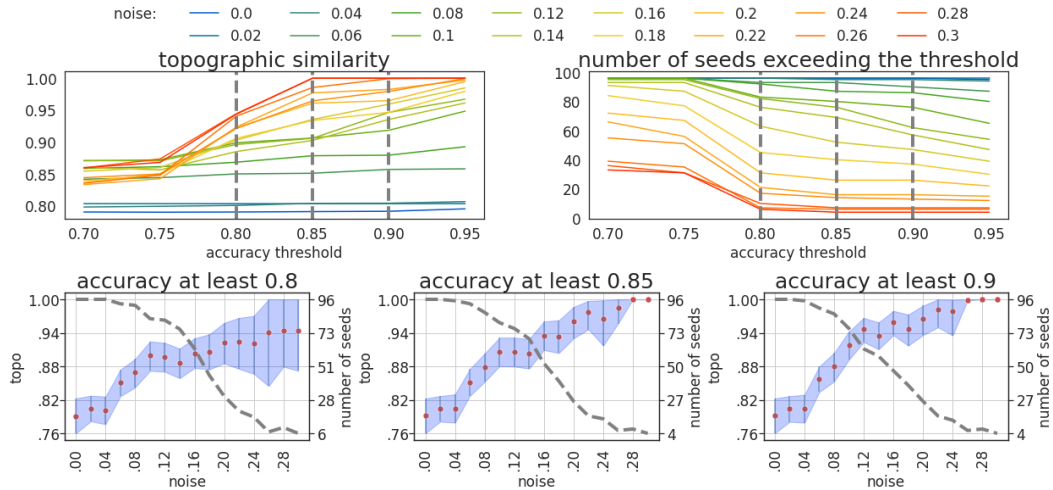 noise: 0.0 0.04 0.08 0.12 0.16 0.2 0.24 0.28
0.02 0.06 0.1 0.14 0.18 0.22 0.26 0.3
topographic similarity
1.00
0.95
0.90
0.85
0.80
0.70 0.75 0.80 0.85 0.90 0.95
accuracy threshold
number of seeds exceeding the threshold
100
80
60
40
20
0
0.70 0.75 0.80 0.85 0.90 0.95
accuracy threshold
accuracy at least 0.8
topo
1.00
.94
.88
.82
.76
96
73
51
28
6
number of seeds
.00 .04 .08 .12 .16 .20 .24 .28
noise
accuracy at least 0.85
topo
1.00
.94
.88
.82
.76
96
73
50
27
4
number of seeds
.00 .04 .08 .12 .16 .20 .24 .28
noise
accuracy at least 0.9
topo
1.00
.94
.88
.82
.76
96
73
50
27
4
number of seeds
.00 .04 .08 .12 .16 .20 .24 .28
noise